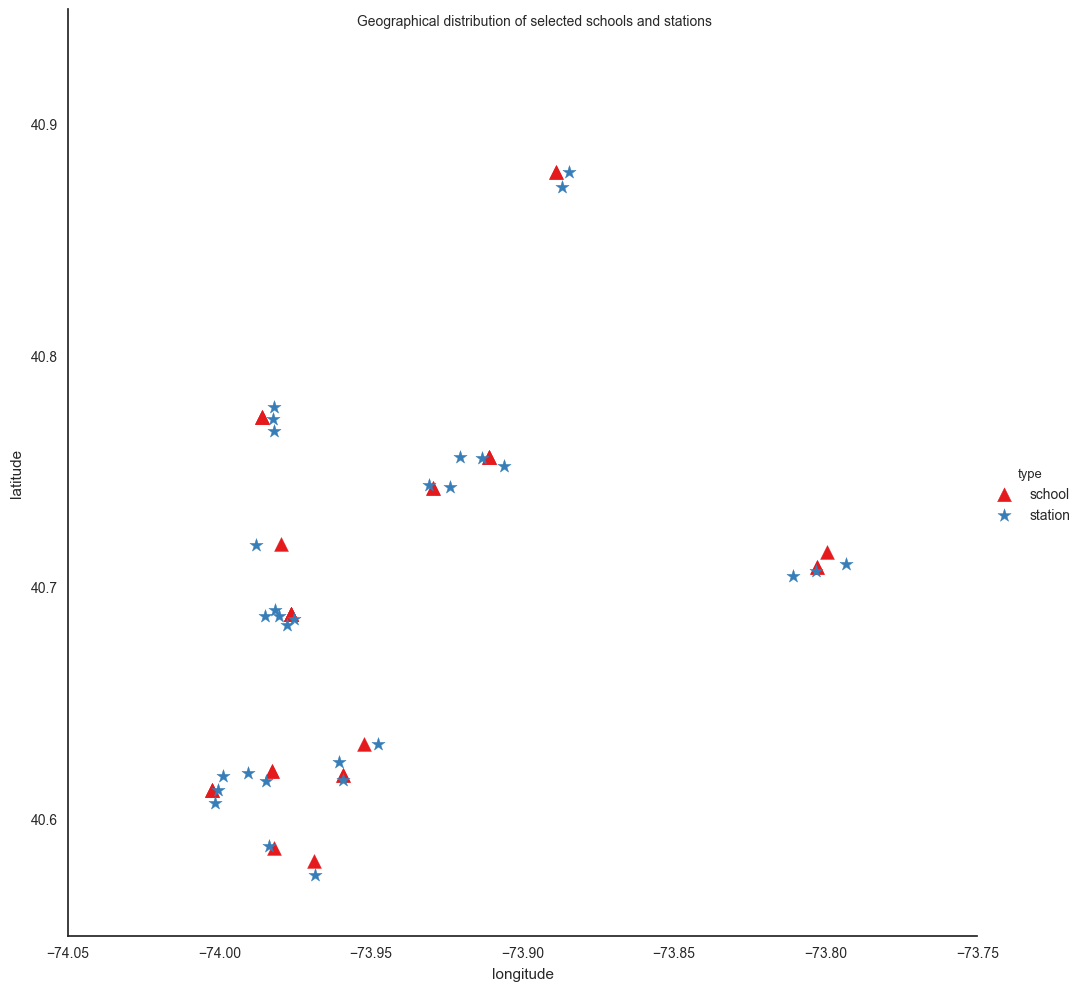 Geographical distribution of selected schools and stations
40.9
40.8
40.7
40.6
latitude
−74.05
−74.00
−73.95
−73.90
−73.85
−73.80
−73.75
longitude
type
school
station